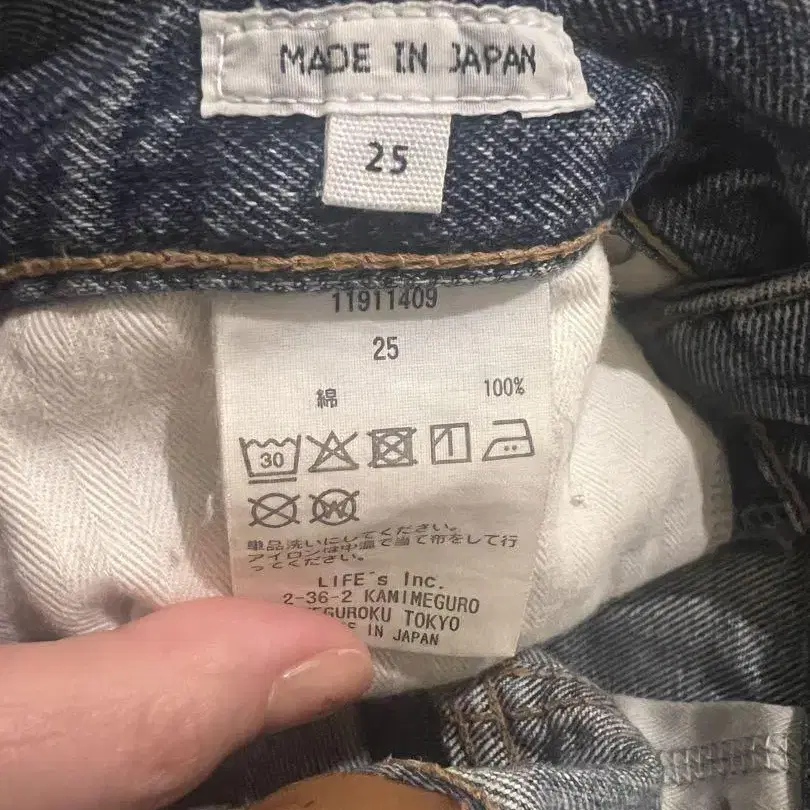 MADE IN JAPAN
25
11911409
25
綿 100%
30
W
単品洗いにしてください。
アイロンは中温で当て布をして行
ってください。
LIFE's Inc.
2-36-2 KAMIMEGURO
TOKYO
IN JAPAN